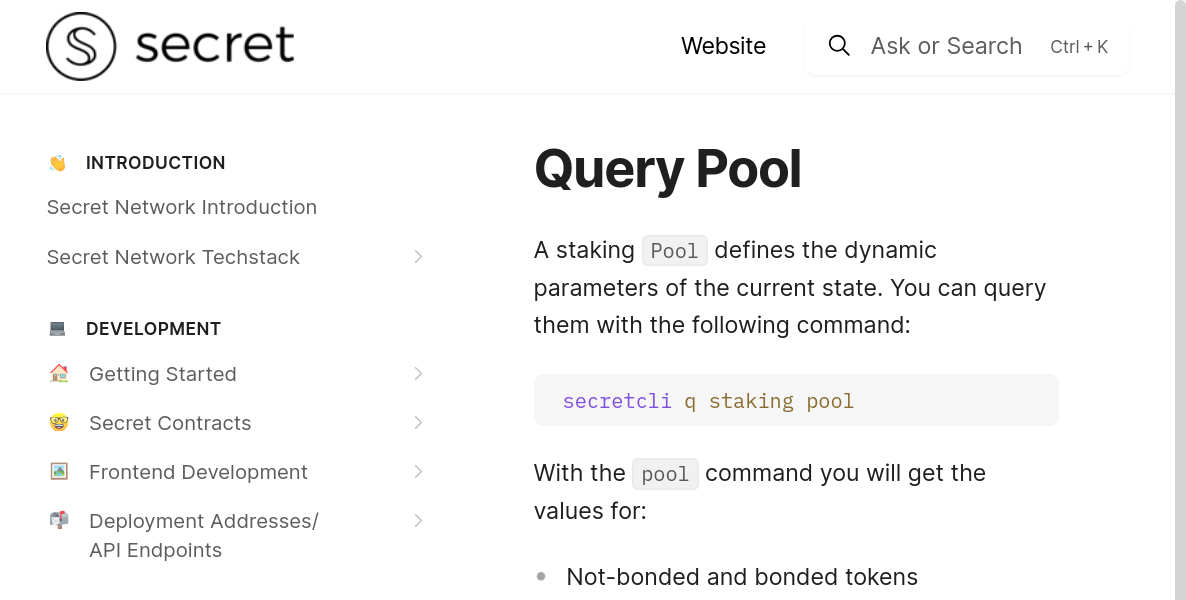 secret
Website
Ask or Search
Ctrl + K
INTRODUCTION
Secret Network Introduction
Secret Network Techstack
DEVELOPMENT
Getting Started
Secret Contracts
Frontend Development
Deployment Addresses/
API Endpoints
Query Pool
A staking Pool defines the dynamic
parameters of the current state. You can query
them with the following command:
secretcli q staking pool
With the pool command you will get the
values for:
Not-bonded and bonded tokens